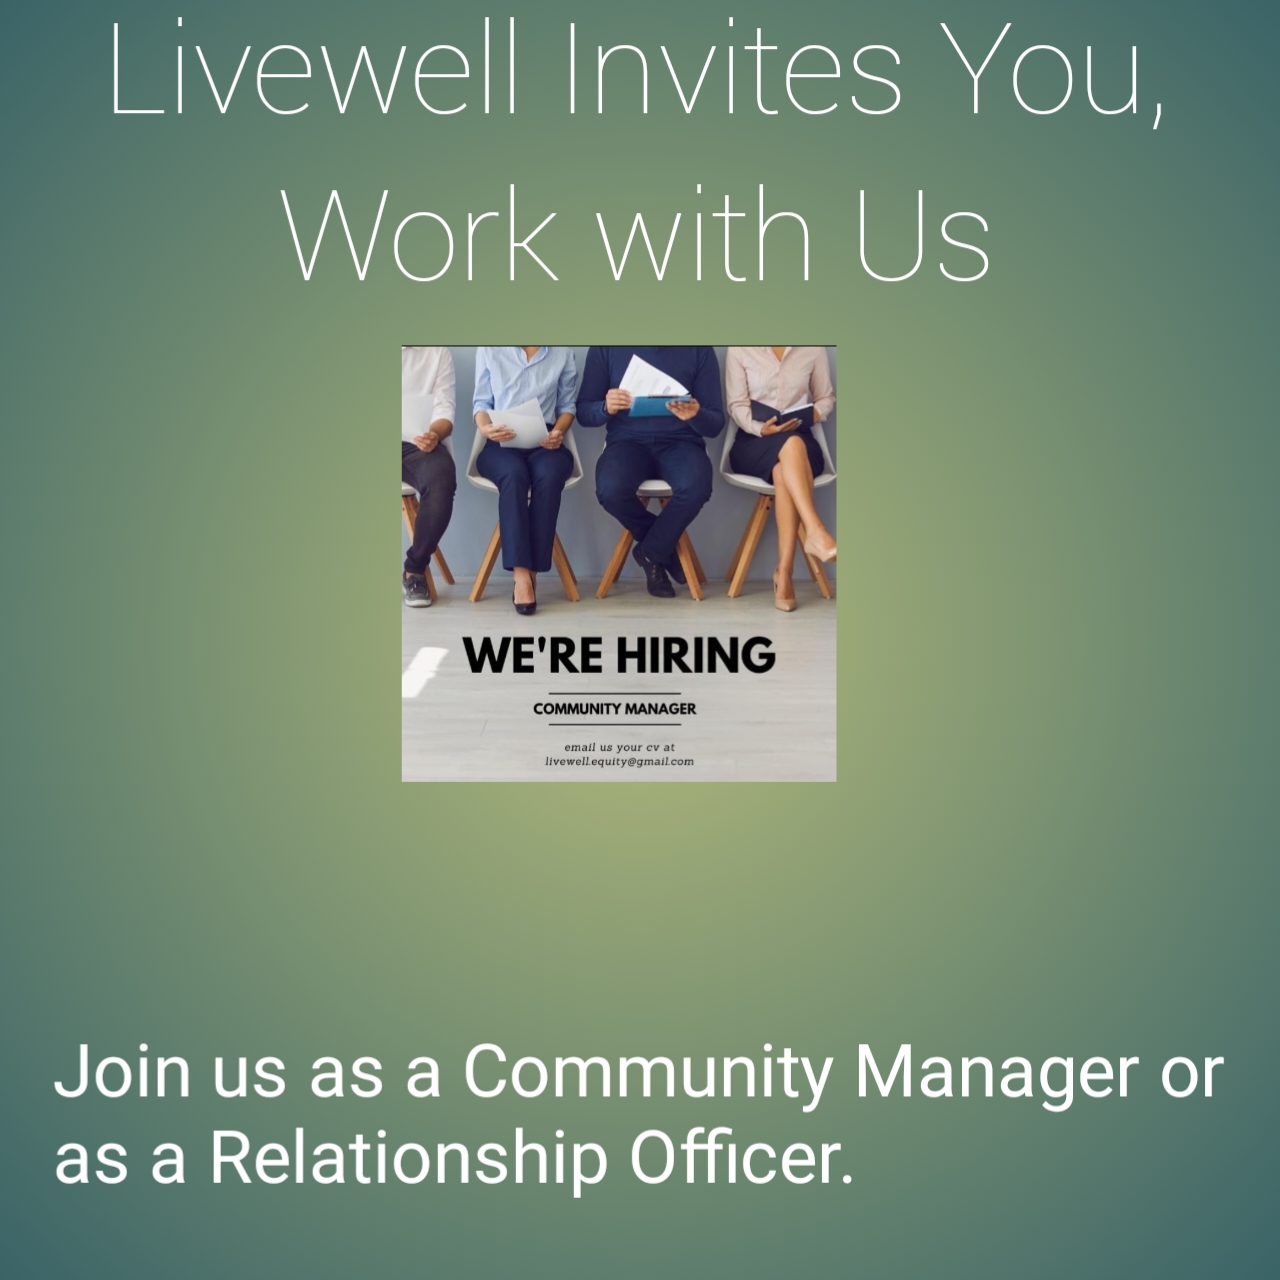 Livewell Invites You,
Work with Us
WE'RE HIRING
COMMUNITY MANAGER
email us your cv at
livewell.equity@gmail.com
Join us as a Community Manager or
as a Relationship Officer.